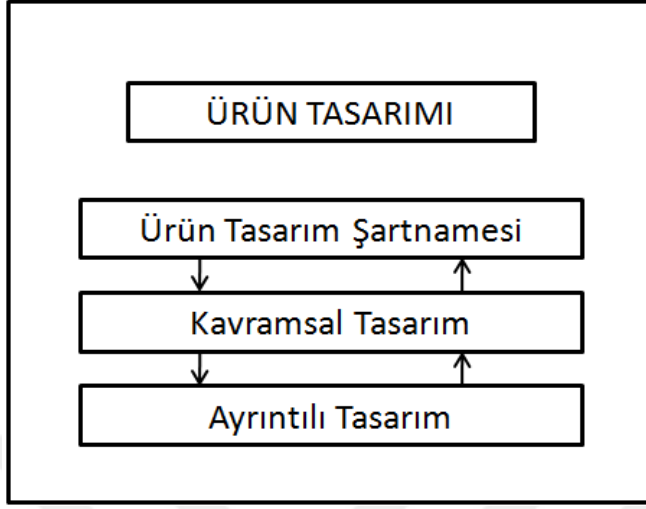 ÜRÜN TASARIMI
Ürün Tasarım Şartnamesi
Kavramsal Tasarım
Ayrıntılı Tasarım